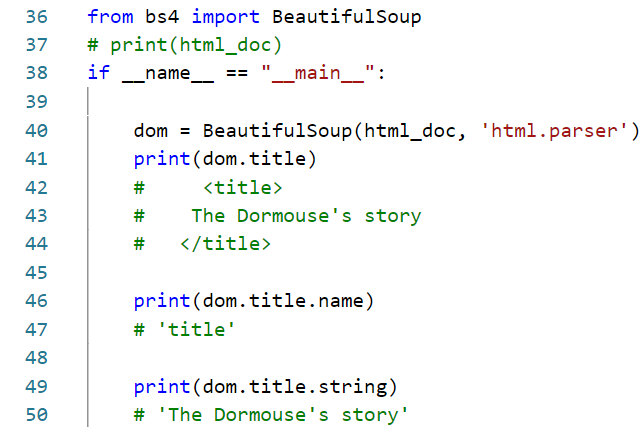 36 from bs4 import BeautifulSoup
37 # print(html_doc)
38 if __name__ == "__main__":
39
40 dom = BeautifulSoup(html_doc, 'html.parser')
41 print(dom.title)
42 # <title>
43 # The Dormouse's story
44 # </title>
45
46 print(dom.title.name)
47 # 'title'
48
49 print(dom.title.string)
50 # 'The Dormouse's story'